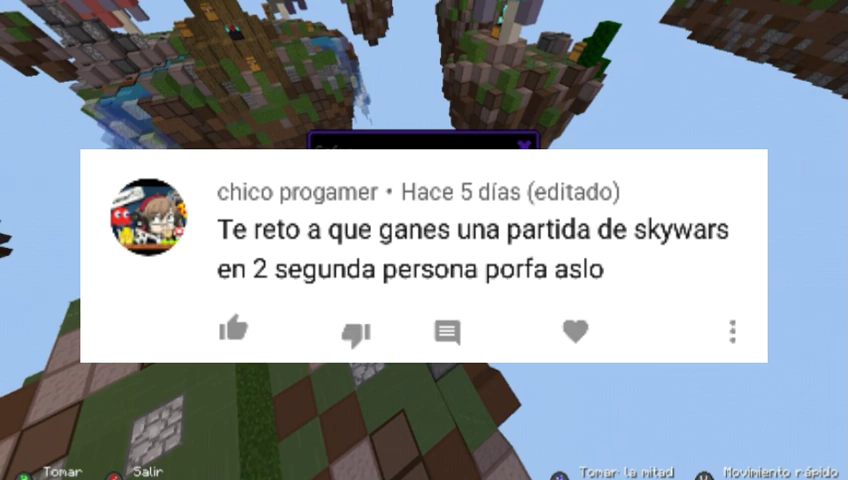 chico progamer • Hace 5 días (editado)
Te reto a que ganes una partida de skywars
en 2 segunda persona porfa aslo
Tomar
Salir
Tomar la mitad
Movimiento rápido